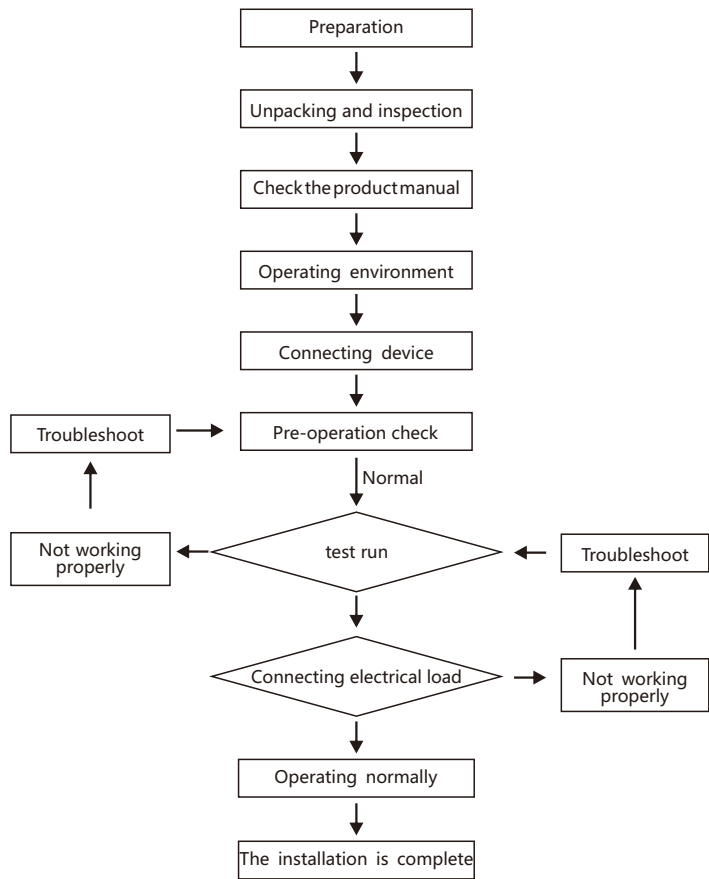 Preparation
Unpacking and inspection
Check the product manual
Operating environment
Connecting device
Troubleshoot
Pre-operation check
Normal
Not working
properly
test run
Troubleshoot
Connecting electrical load
Not working
properly
Operating normally
The installation is complete